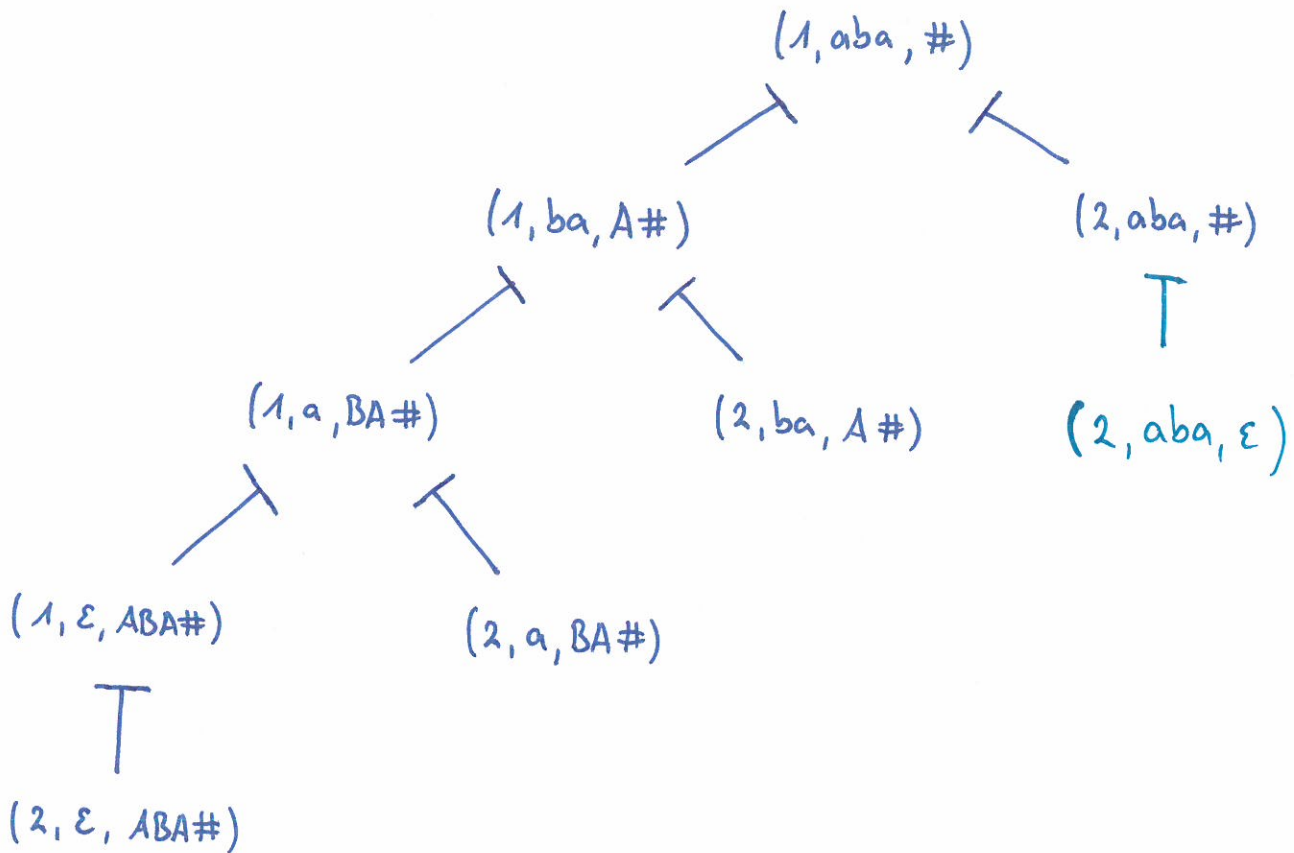 (1, aba, #)
(1, ba, A#)
(2, aba, #)
(1, a, BA#)
(2, ba, A#)
(2, aba, ε)
(1, ε, ABA#)
(2, a, BA#)
(2, ε, ABA#)